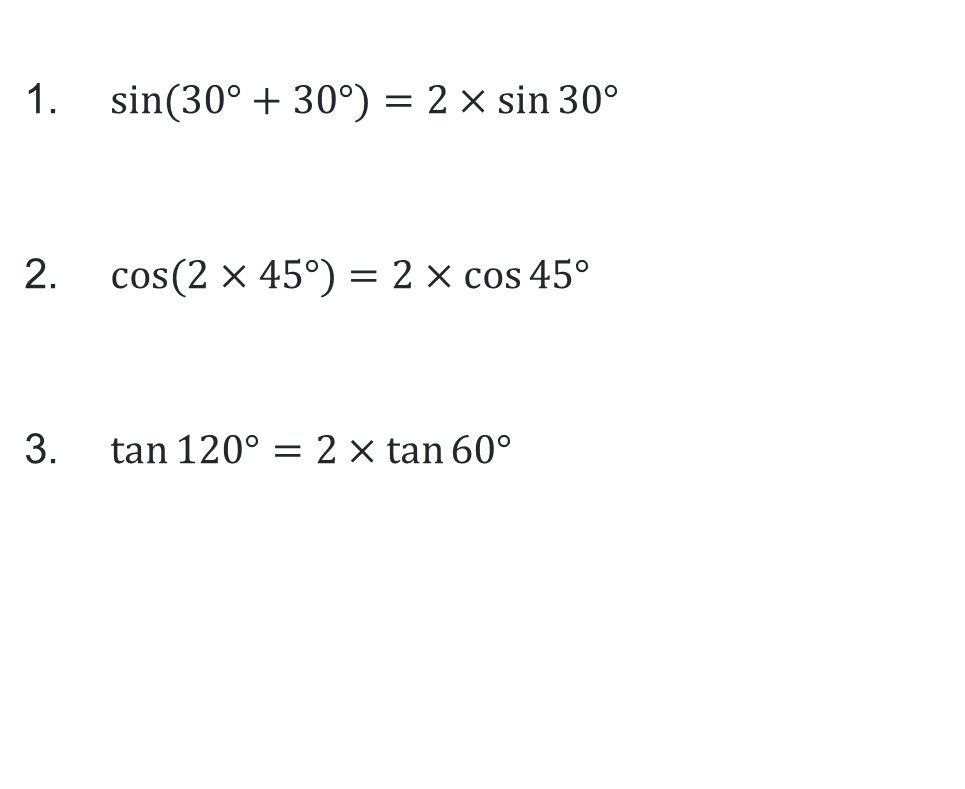 1. sin(30° + 30°) = 2 × sin 30°
2. cos(2 × 45°) = 2 × cos 45°
3. tan 120° = 2 × tan 60°